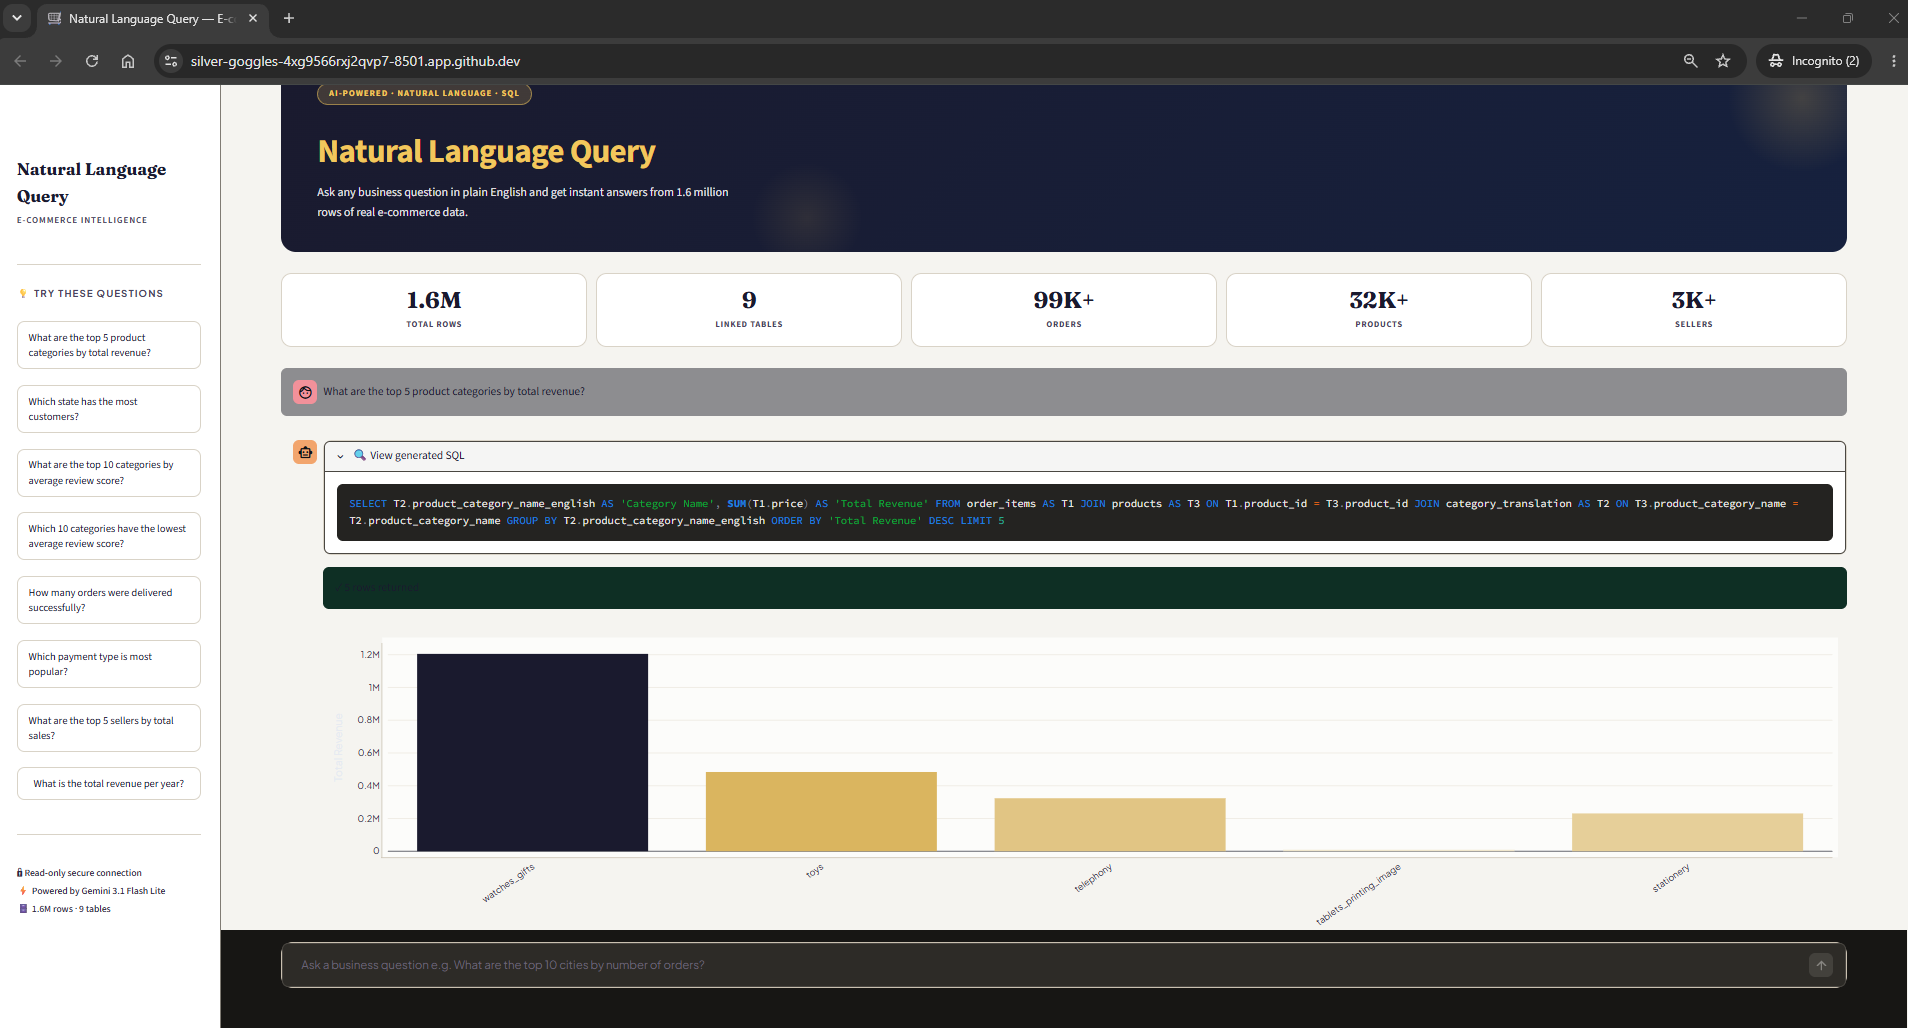 Natural Language Query — E-c
silver-goggles-4xg9566rxj2qvp7-8501.app.github.dev
Incognito (2)
Natural Language
Query
E-COMMERCE INTELLIGENCE
TRY THESE QUESTIONS
What are the top 5 product
categories by total revenue?
Which state has the most
customers?
What are the top 10 categories by
average review score?
Which 10 categories have the lowest
average review score?
How many orders were delivered
successfully?
Which payment type is most
popular?
What are the top 5 sellers by total
sales?
What is the total revenue per year?
Read-only secure connection
Powered by Gemini 3.1 Flash Lite
1.6M rows · 9 tables
AI-POWERED · NATURAL LANGUAGE · SQL
Natural Language Query
Ask any business question in plain English and get instant answers from 1.6 million
rows of real e-commerce data.
1.6M
TOTAL ROWS
9
LINKED TABLES
99K+
ORDERS
32K+
PRODUCTS
3K+
SELLERS
What are the top 5 product categories by total revenue?
View generated SQL
SELECT T2.product_category_name_english AS 'Category Name', SUM(T1.price) AS 'Total Revenue' FROM order_items AS T1 JOIN products AS T3 ON T1.product_id = T3.product_id JOIN category_translation AS T2 ON T3.product_category_name =
T2.product_category_name GROUP BY T2.product_category_name_english ORDER BY 'Total Revenue' DESC LIMIT 5
Total Revenue
1.2M
1M
0.8M
0.6M
0.4M
0.2M
0
watches_gifts
toys
telephony
tablets_printing_image
stationery
Ask a business question e.g. What are the top 10 cities by number of orders?